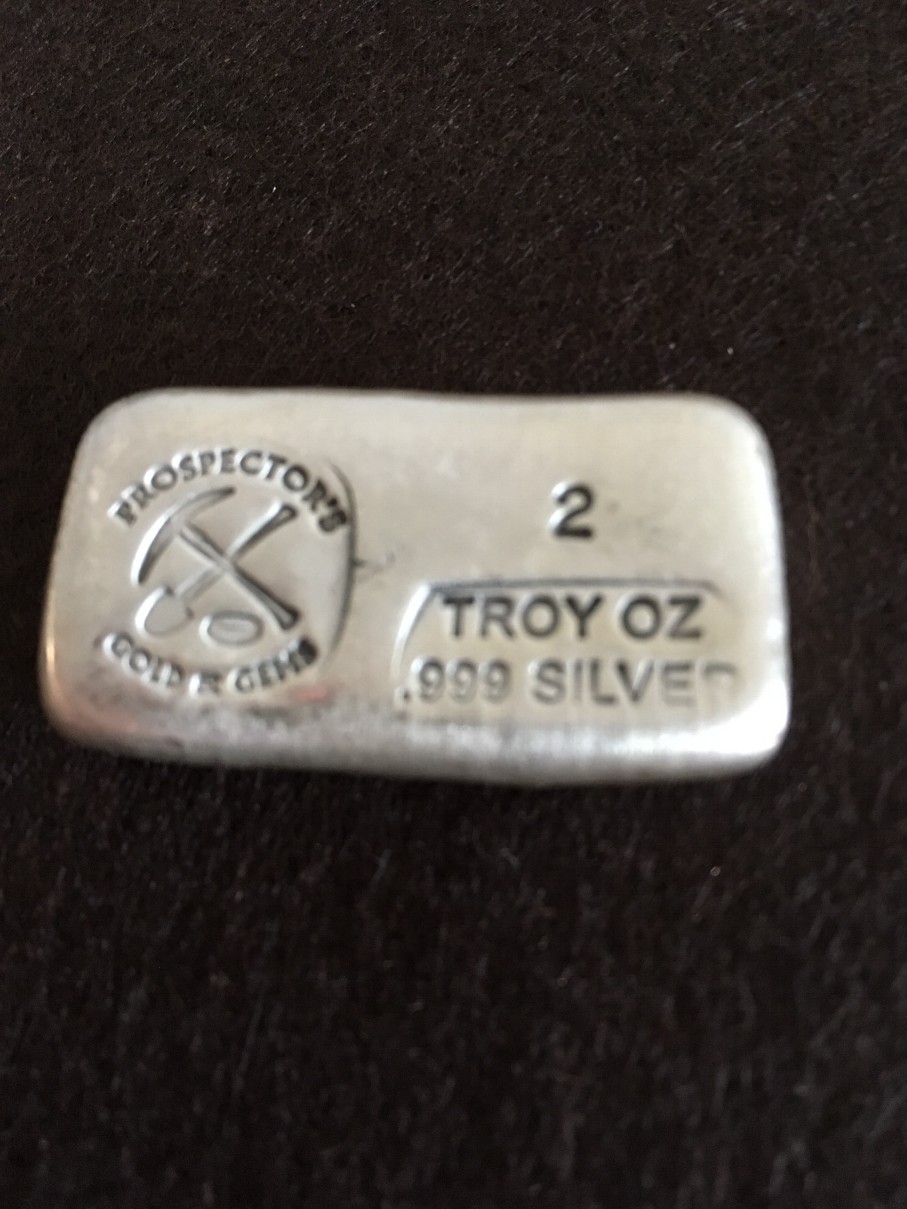 PROSPECTOR'S
GOLD & GEMS
2
TROY OZ
.999 SILVER